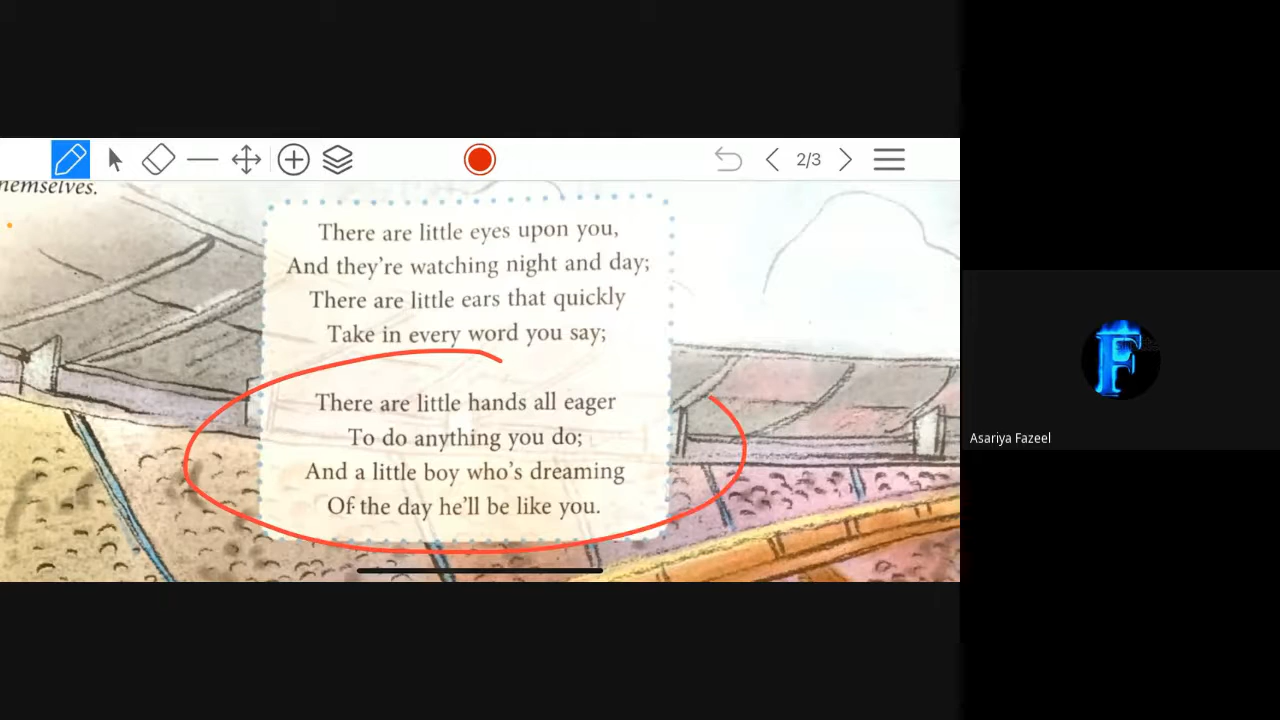 2/3
hemselves.
There are little eyes upon you,
And they're watching night and day;
There are little ears that quickly
Take in every word you say;
There are little hands all eager
To do anything you do;
And a little boy who's dreaming
Of the day he'll be like you.
F
Asariya Fazeel